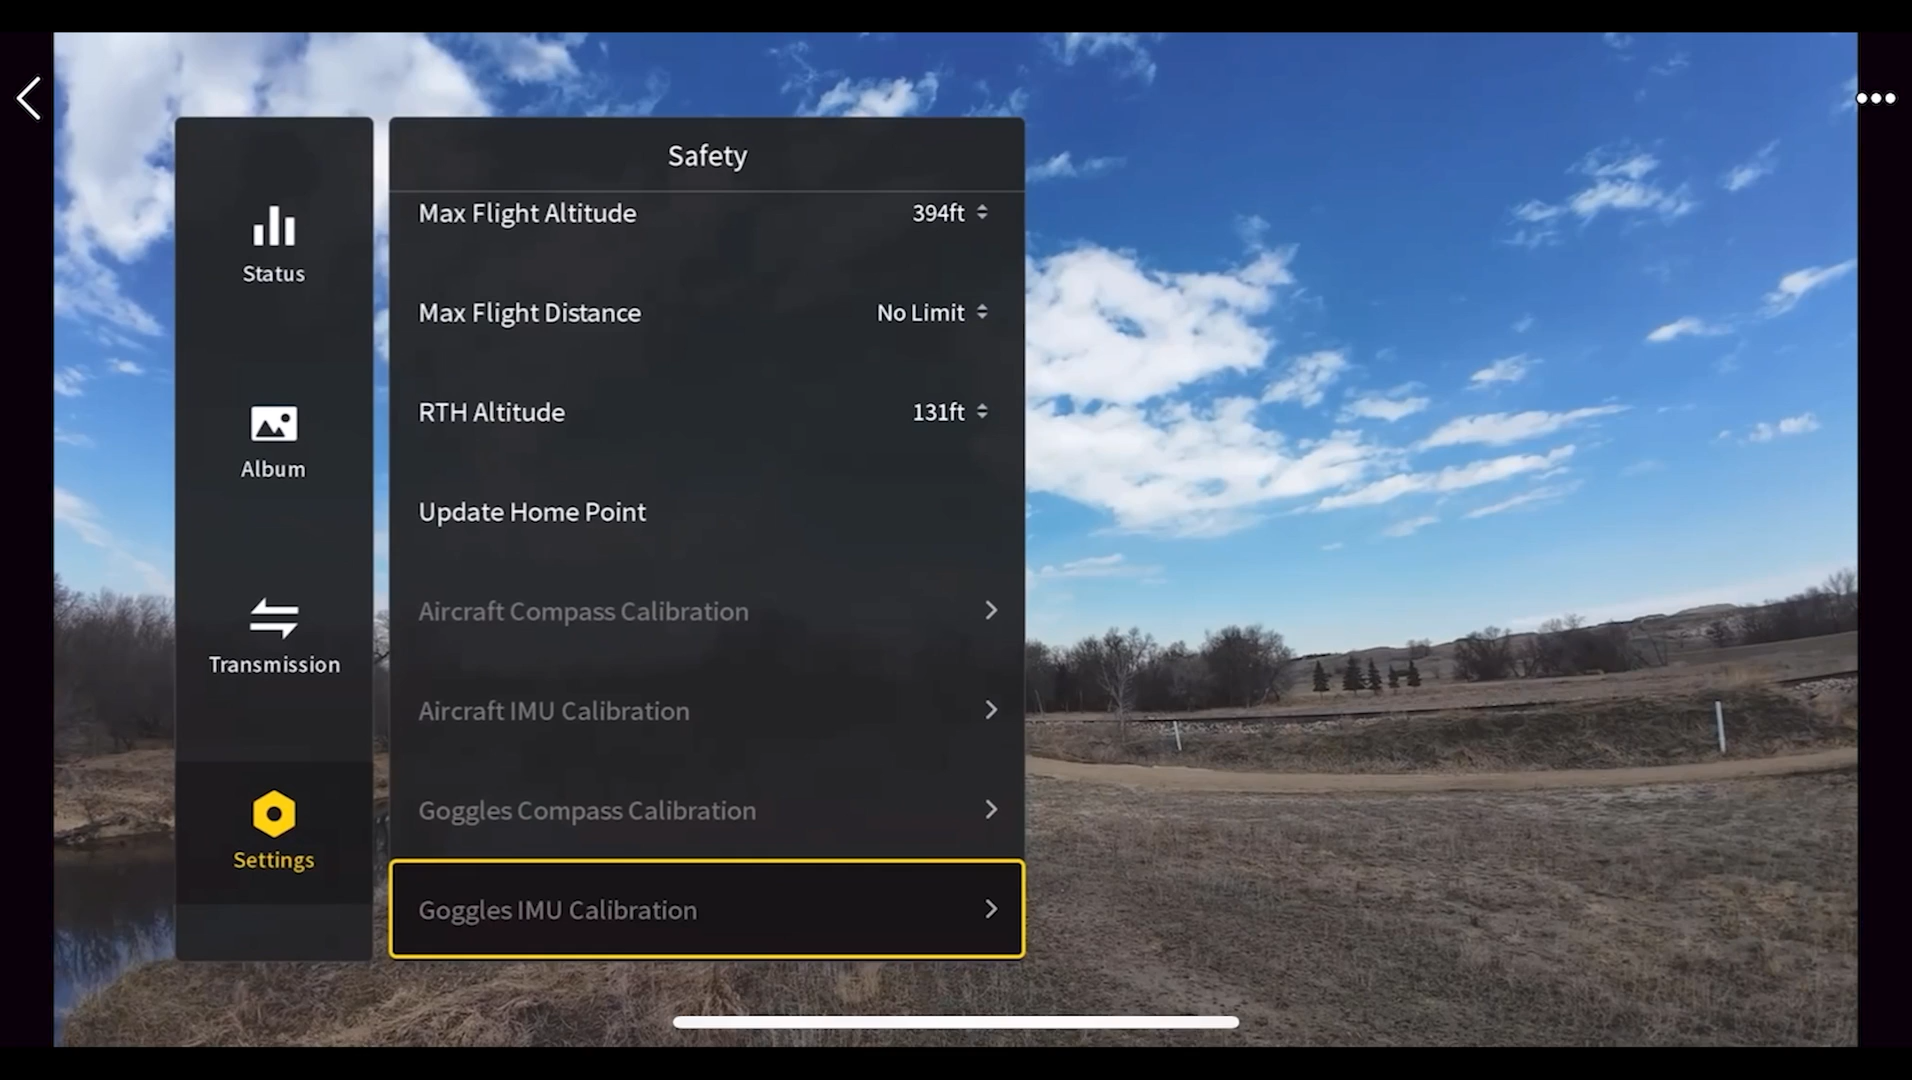 Safety
Max Flight Altitude 394ft
Max Flight Distance No Limit
RTH Altitude 131ft
Update Home Point
Aircraft Compass Calibration
Aircraft IMU Calibration
Goggles Compass Calibration
Goggles IMU Calibration
Status
Album
Transmission
Settings